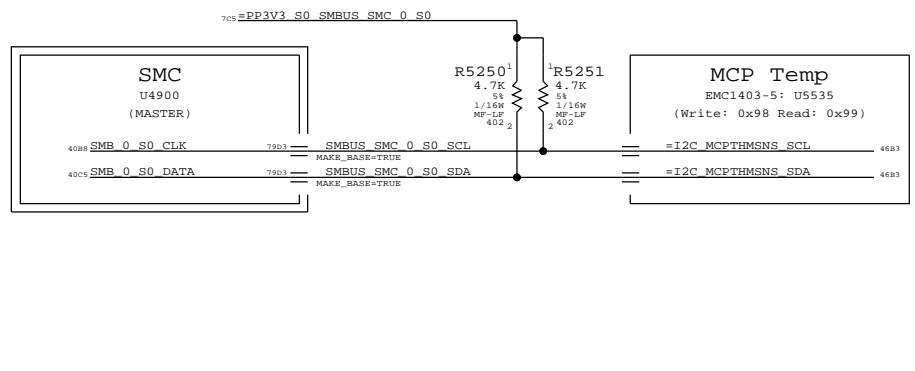 7C5 =PP3V3_S0_SMBUS_SMC_0_S0
SMC
U4900
(MASTER)
R5250 1
4.7K
5%
1/16W
MF-LF
402 2
1 R5251
4.7K
5%
1/16W
MF-LF
2 402
MCP Temp
EMC1403-5: U5535
(Write: 0x98 Read: 0x99)
40B8 SMB_0_S0_CLK 79D3 SMBUS_SMC_0_S0_SCL =I2C_MCPTHMSNS_SCL 46B3
MAKE_BASE=TRUE
40C5 SMB_0_S0_DATA 79D3 SMBUS_SMC_0_S0_SDA =I2C_MCPTHMSNS_SDA 46B3
MAKE_BASE=TRUE